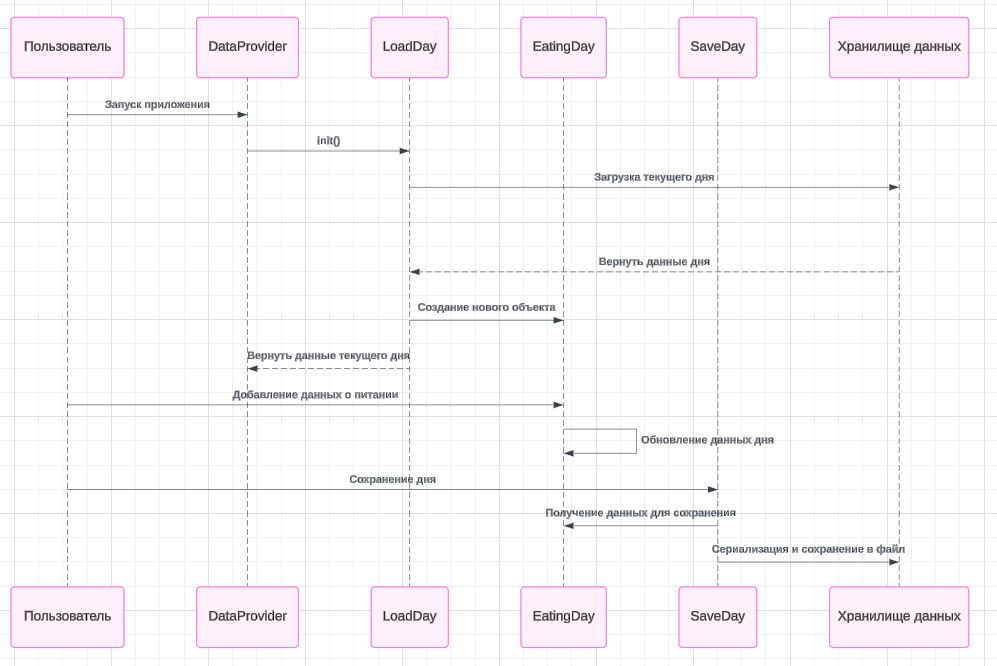 Пользователь
DataProvider
LoadDay
EatingDay
SaveDay
Хранилище данных
Запуск приложения
init()
Загрузка текущего дня
Вернуть данные дня
Создание нового объекта
Вернуть данные текущего дня
Добавление данных о питании
Обновление данных дня
Сохранение дня
Получение данных для сохранения
Сериализация и сохранение в файл
Пользователь
DataProvider
LoadDay
EatingDay
SaveDay
Хранилище данных